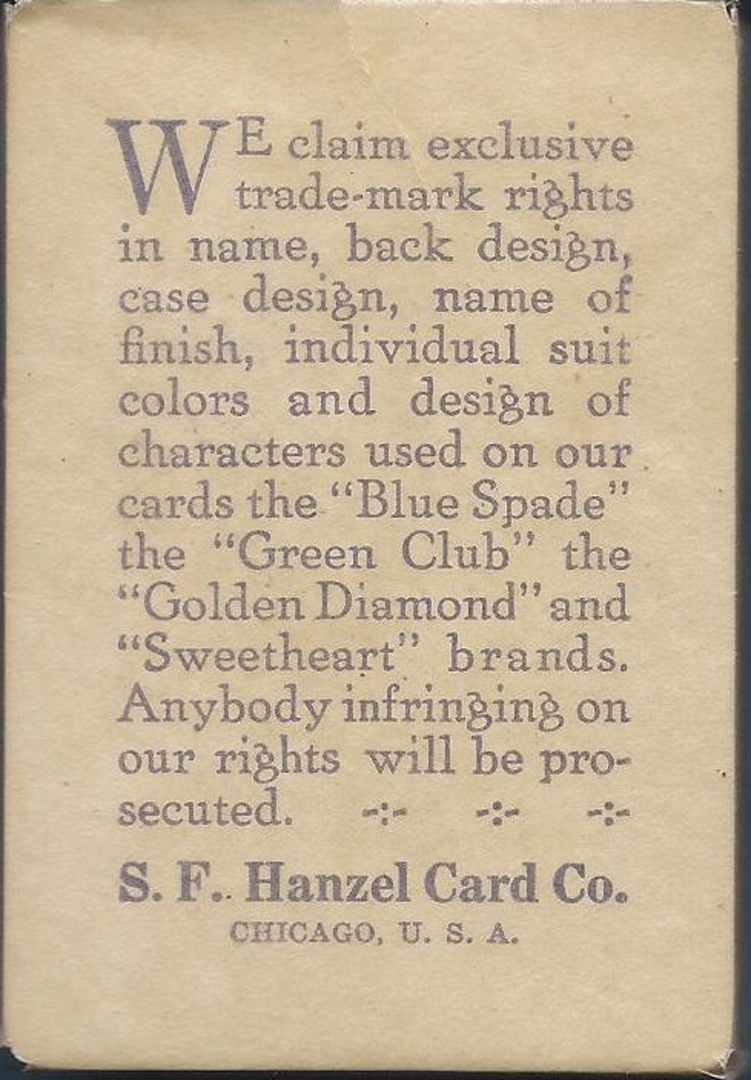 WE claim exclusive
trade-mark rights
in name, back design,
case design, name of
finish, individual suit
colors and design of
characters used on our
cards the “Blue Spade”
the “Green Club” the
“Golden Diamond” and
“Sweetheart” brands.
Anybody infringing on
our rights will be pro-
secuted. -:- -:- -:-
S. F. Hanzel Card Co.
CHICAGO, U. S. A.